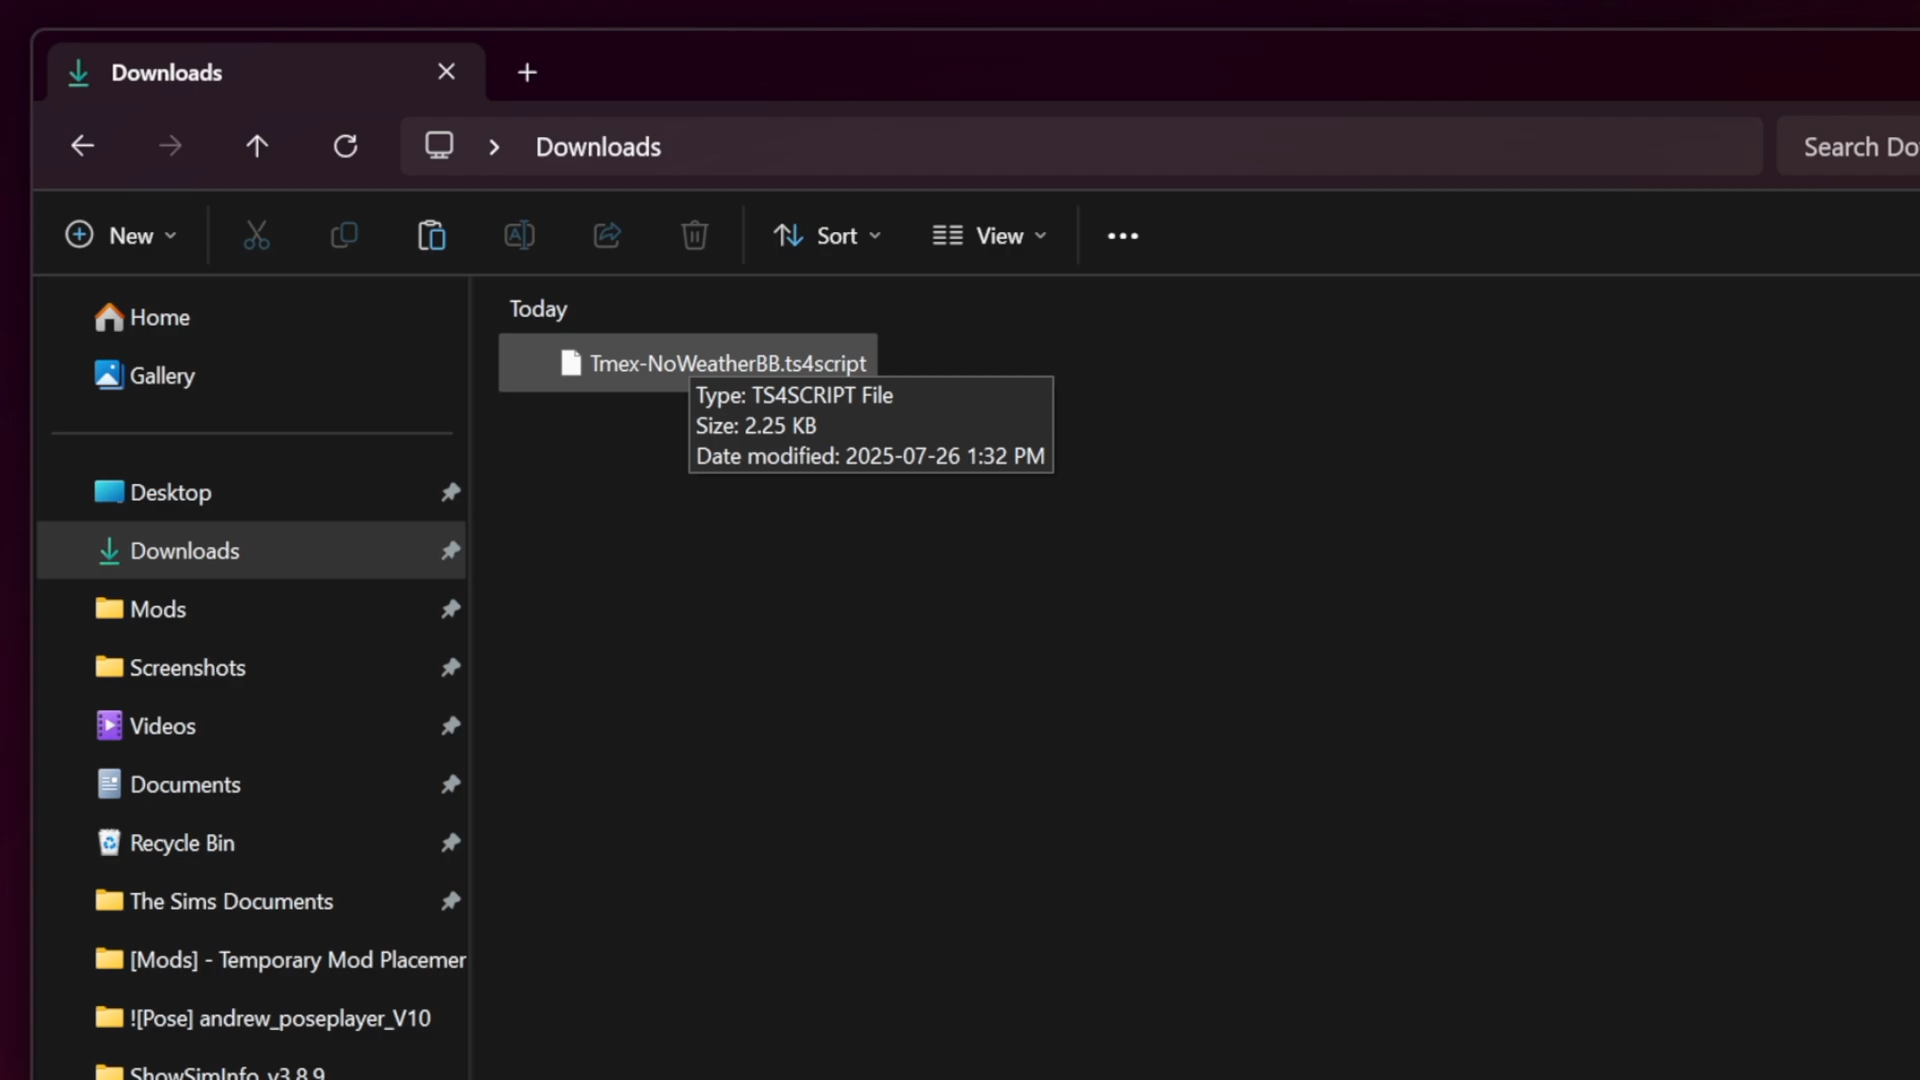 Downloads
Downloads
Search Do
New
Sort
View
Home
Gallery
Desktop
Downloads
Mods
Screenshots
Videos
Documents
Recycle Bin
The Sims Documents
[Mods] - Temporary Mod Placemer
![Pose] andrew_poseplayer_V10
ShowSimInfo_v3.8.9
Today
Tmex-NoWeatherBB.ts4script
Type: TS4SCRIPT File
Size: 2.25 KB
Date modified: 2025-07-26 1:32 PM